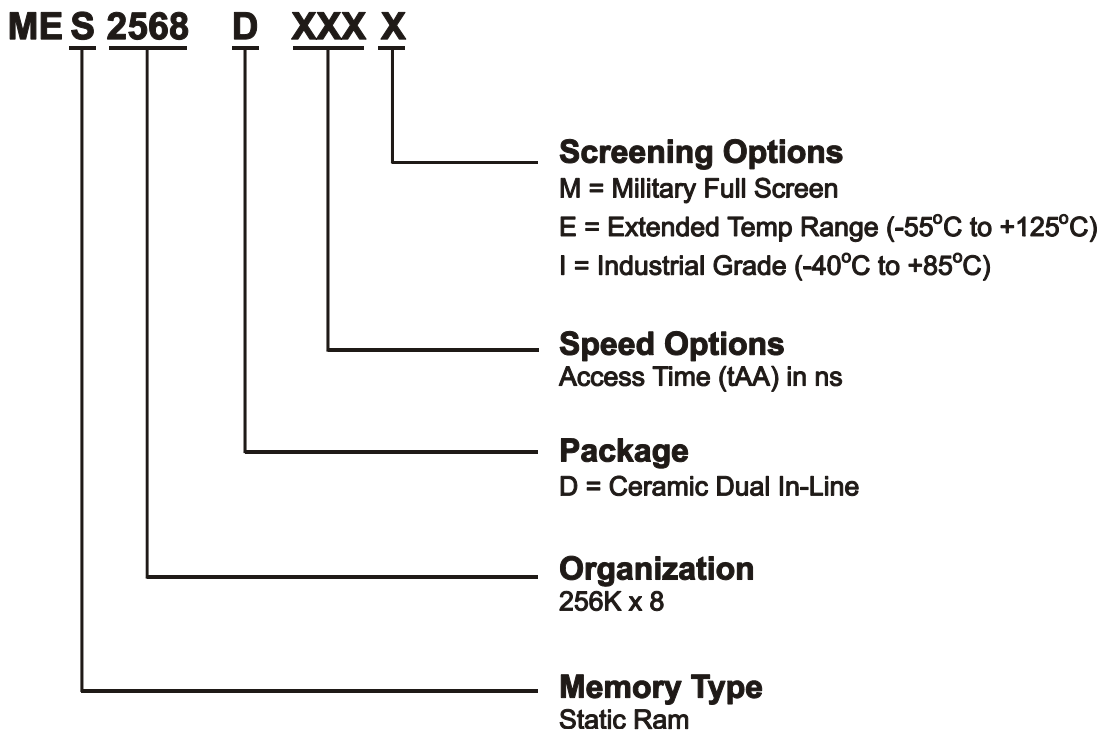 ME S 2568 D XXX X
Screening Options
M = Military Full Screen
E = Extended Temp Range (-55°C to +125°C)
I = Industrial Grade (-40°C to +85°C)
Speed Options
Access Time (tAA) in ns
Package
D = Ceramic Dual In-Line
Organization
256K x 8
Memory Type
Static Ram